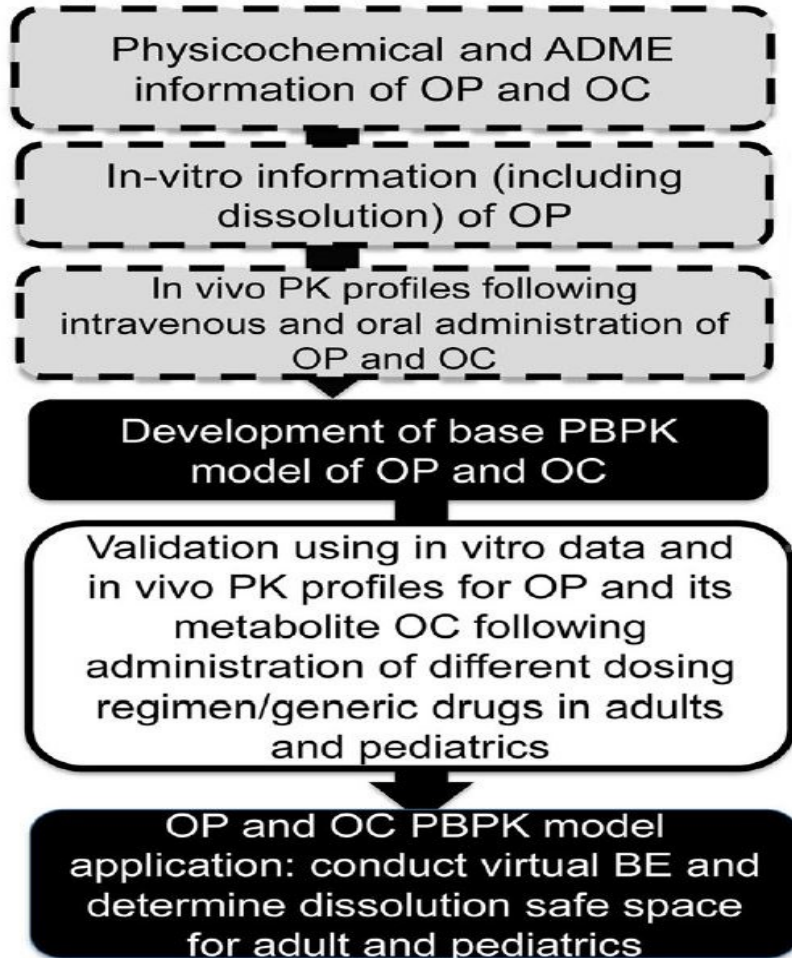 Physicochemical and ADME
information of OP and OC
In-vitro information (including
dissolution) of OP
In vivo PK profiles following
intravenous and oral administration of
OP and OC
Development of base PBPK
model of OP and OC
Validation using in vitro data and
in vivo PK profiles for OP and its
metabolite OC following
administration of different dosing
regimen/generic drugs in adults
and pediatrics
OP and OC PBPK model
application: conduct virtual BE and
determine dissolution safe space
for adult and pediatrics